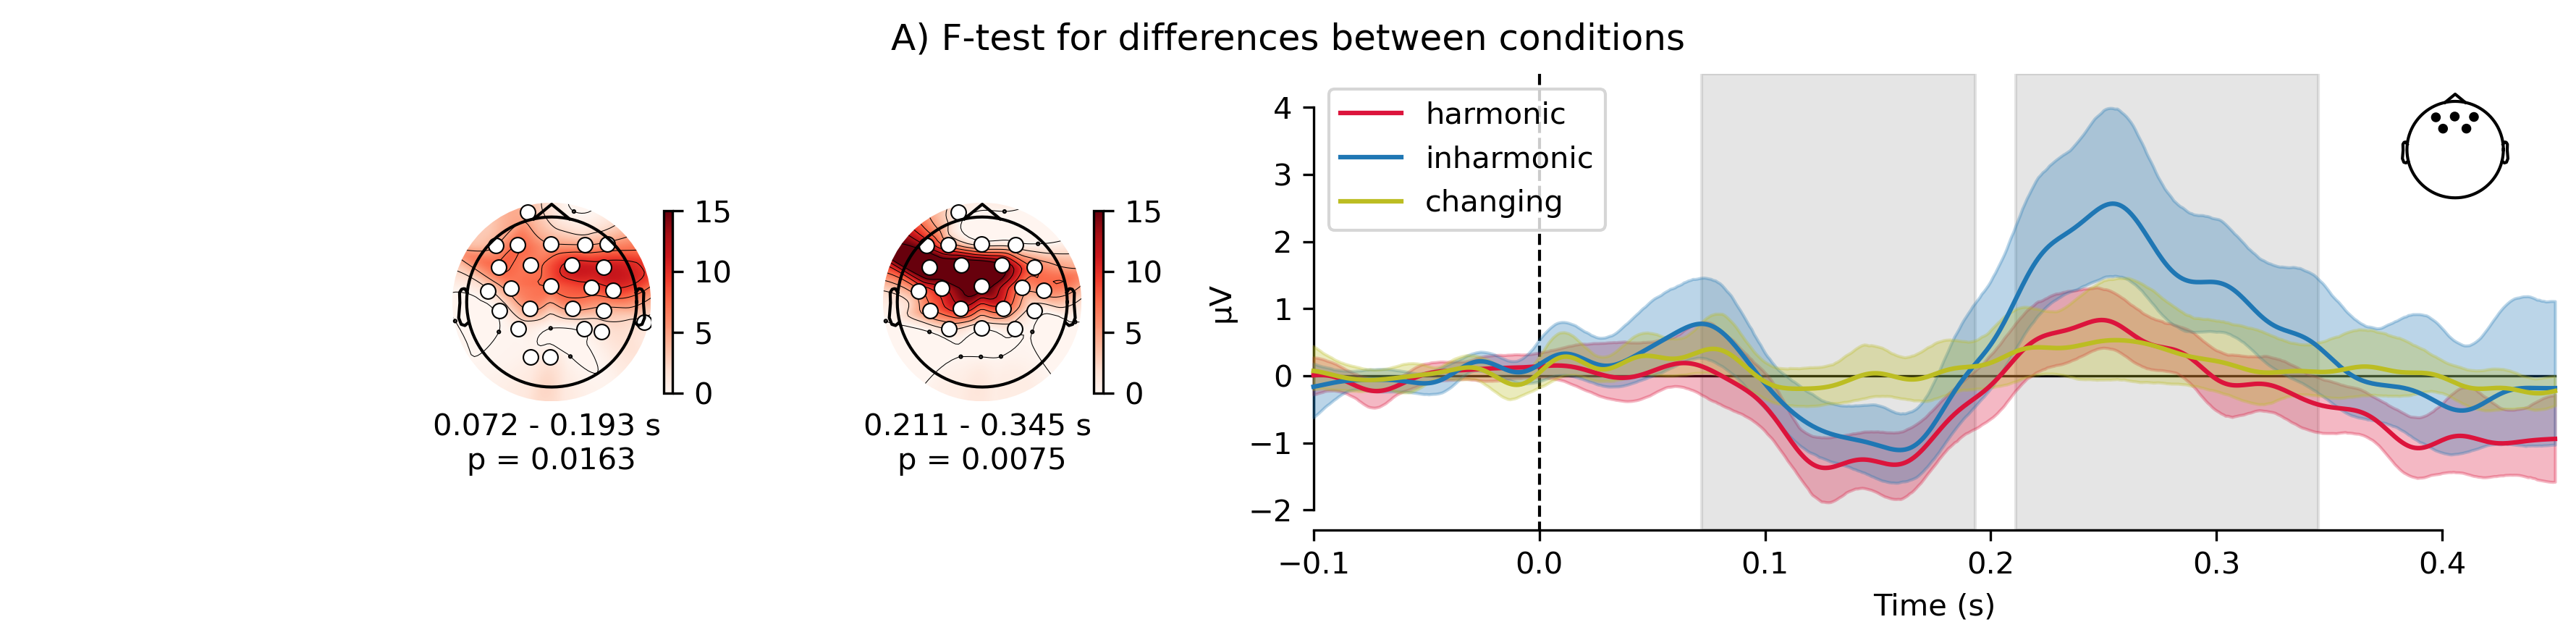 A) F-test for differences between conditions
15
10
5
0
0.072 - 0.193 s
p = 0.0163
15
10
5
0
0.211 - 0.345 s
p = 0.0075
harmonic
inharmonic
changing
µV
4
3
2
1
0
−1
−2
−0.1 0.0 0.1 0.2 0.3 0.4
Time (s)